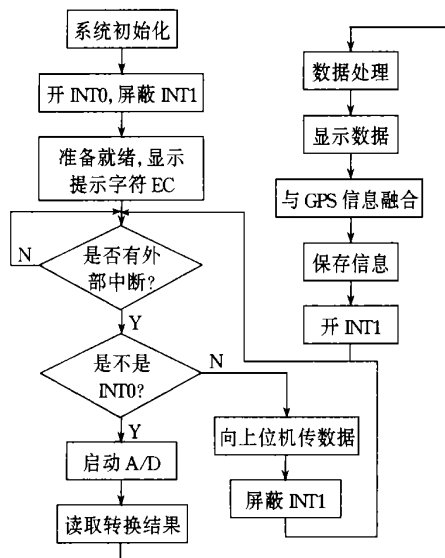 系统初始化
开 INT0,屏蔽 INT1
准备就绪,显示
提示字符 EC
N
是否有外
部中断?
Y
是不是
INT0?
N
Y
启动 A/D
读取转换结果
向上位机传数据
屏蔽 INT1
数据处理
显示数据
与 GPS 信息融合
保存信息
开 INT1